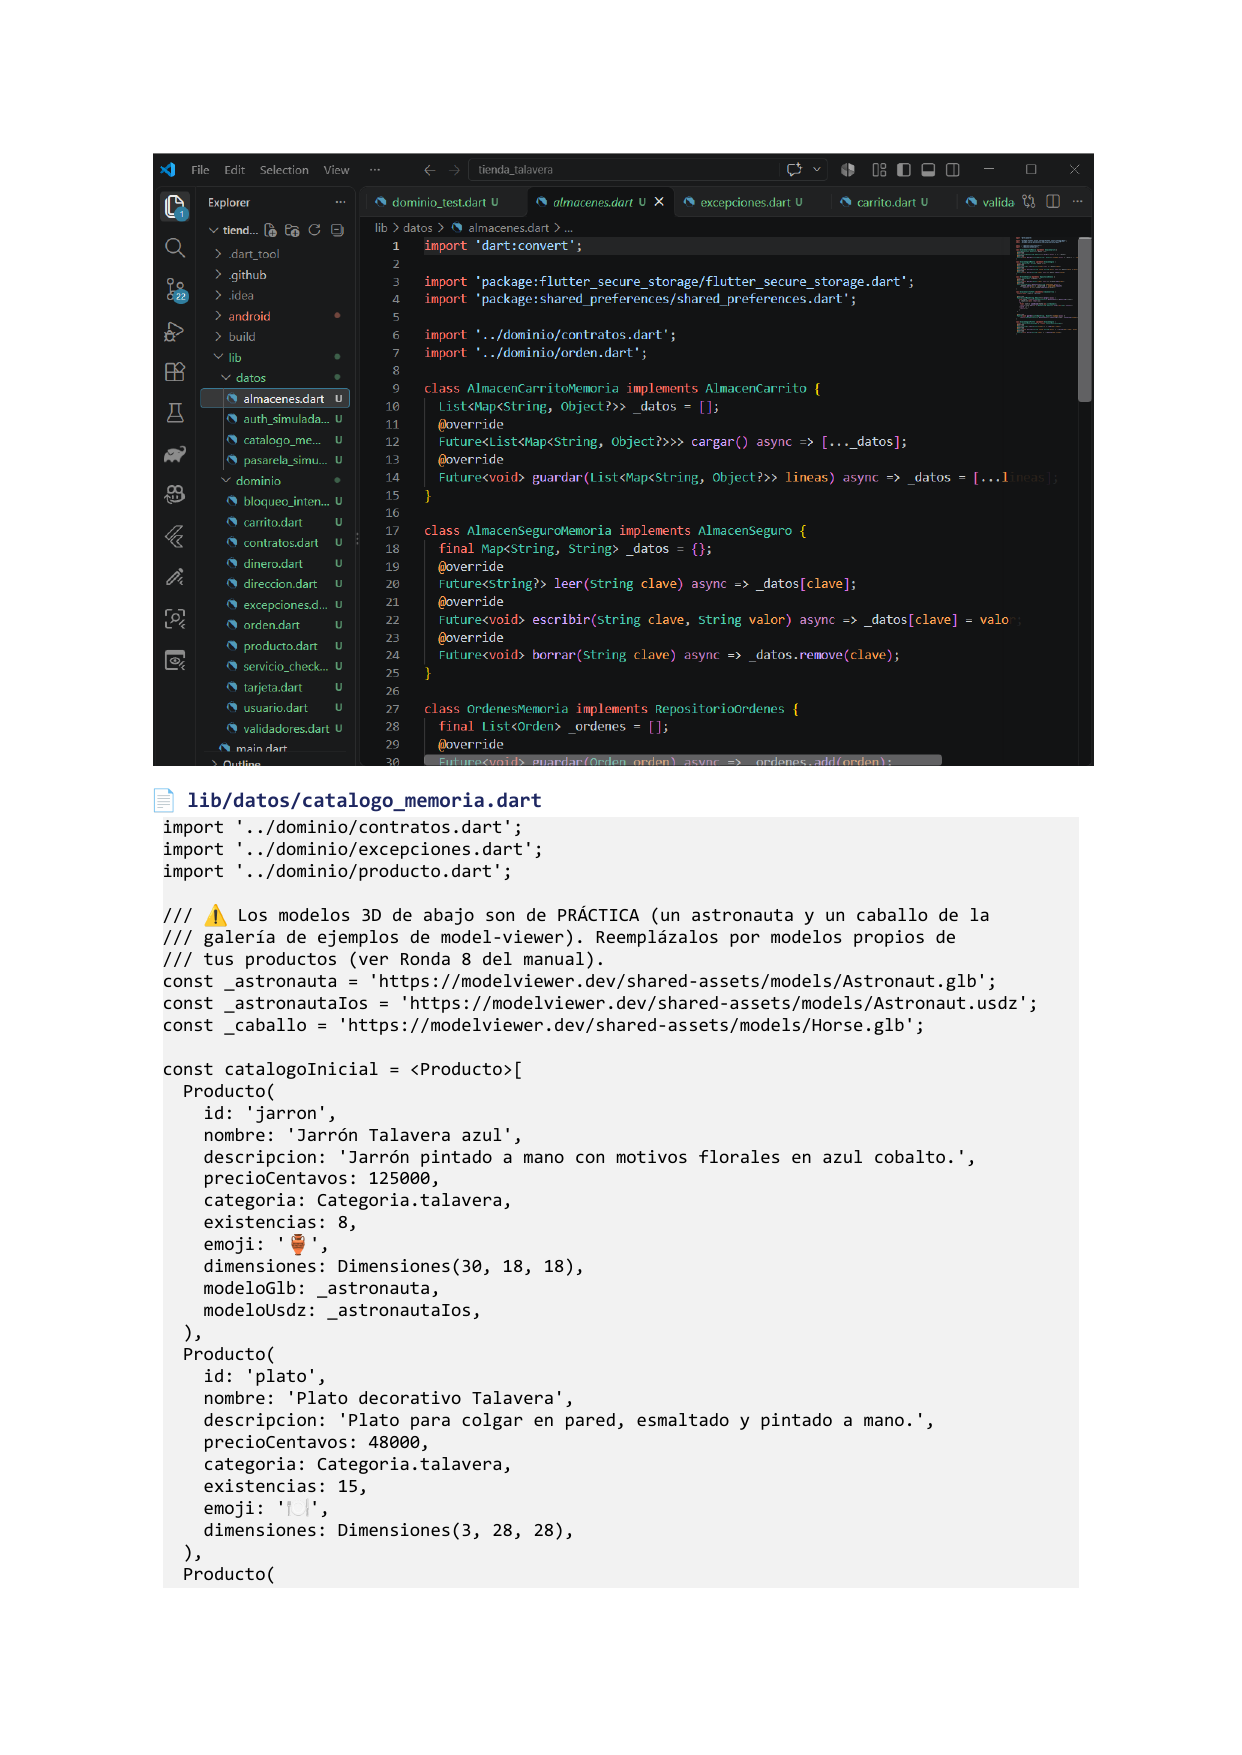 File Edit Selection View ··· tienda_talavera
Explorer ···
dominio_test.dart U almacenes.dart U excepciones.dart U carrito.dart U valida
tiend...
lib > datos > almacenes.dart > ...
.dart_tool
.github
.idea
android
build
lib
datos
almacenes.dart U
auth_simulada... U
catalogo_me... U
pasarela_simu... U
dominio
bloqueo_inten... U
carrito.dart U
contratos.dart U
dinero.dart U
direccion.dart U
excepciones.d... U
orden.dart U
producto.dart U
servicio_check... U
tarjeta.dart U
usuario.dart U
validadores.dart U
main.dart
Outline
1
22
1 import 'dart:convert';
2
3 import 'package:flutter_secure_storage/flutter_secure_storage.dart';
4 import 'package:shared_preferences/shared_preferences.dart';
5
6 import '../dominio/contratos.dart';
7 import '../dominio/orden.dart';
8
9 class AlmacenCarritoMemoria implements AlmacenCarrito {
10 List<Map<String, Object?>> _datos = [];
11 @override
12 Future<List<Map<String, Object?>>> cargar() async => [..._datos];
13 @override
14 Future<void> guardar(List<Map<String, Object?>> lineas) async => _datos = [...lineas];
15 }
16
17 class AlmacenSeguroMemoria implements AlmacenSeguro {
18 final Map<String, String> _datos = {};
19 @override
20 Future<String?> leer(String clave) async => _datos[clave];
21 @override
22 Future<void> escribir(String clave, String valor) async => _datos[clave] = valor;
23 @override
24 Future<void> borrar(String clave) async => _datos.remove(clave);
25 }
26
27 class OrdenesMemoria implements RepositorioOrdenes {
28 final List<Orden> _ordenes = [];
29 @override
30 Future<void> guardar(Orden orden) async => _ordenes.add(orden);
📄 lib/datos/catalogo_memoria.dart
import '../dominio/contratos.dart';
import '../dominio/excepciones.dart';
import '../dominio/producto.dart';

/// ⚠️ Los modelos 3D de abajo son de PRÁCTICA (un astronauta y un caballo de la
/// galería de ejemplos de model-viewer). Reemplázalos por modelos propios de
/// tus productos (ver Ronda 8 del manual).
const _astronauta = 'https://modelviewer.dev/shared-assets/models/Astronaut.glb';
const _astronautaIos = 'https://modelviewer.dev/shared-assets/models/Astronaut.usdz';
const _caballo = 'https://modelviewer.dev/shared-assets/models/Horse.glb';

const catalogoInicial = <Producto>[
  Producto(
    id: 'jarron',
    nombre: 'Jarrón Talavera azul',
    descripcion: 'Jarrón pintado a mano con motivos florales en azul cobalto.',
    precioCentavos: 125000,
    categoria: Categoria.talavera,
    existencias: 8,
    emoji: '🏺',
    dimensiones: Dimensiones(30, 18, 18),
    modeloGlb: _astronauta,
    modeloUsdz: _astronautaIos,
  ),
  Producto(
    id: 'plato',
    nombre: 'Plato decorativo Talavera',
    descripcion: 'Plato para colgar en pared, esmaltado y pintado a mano.',
    precioCentavos: 48000,
    categoria: Categoria.talavera,
    existencias: 15,
    emoji: '🍽️',
    dimensiones: Dimensiones(3, 28, 28),
  ),
  Producto(